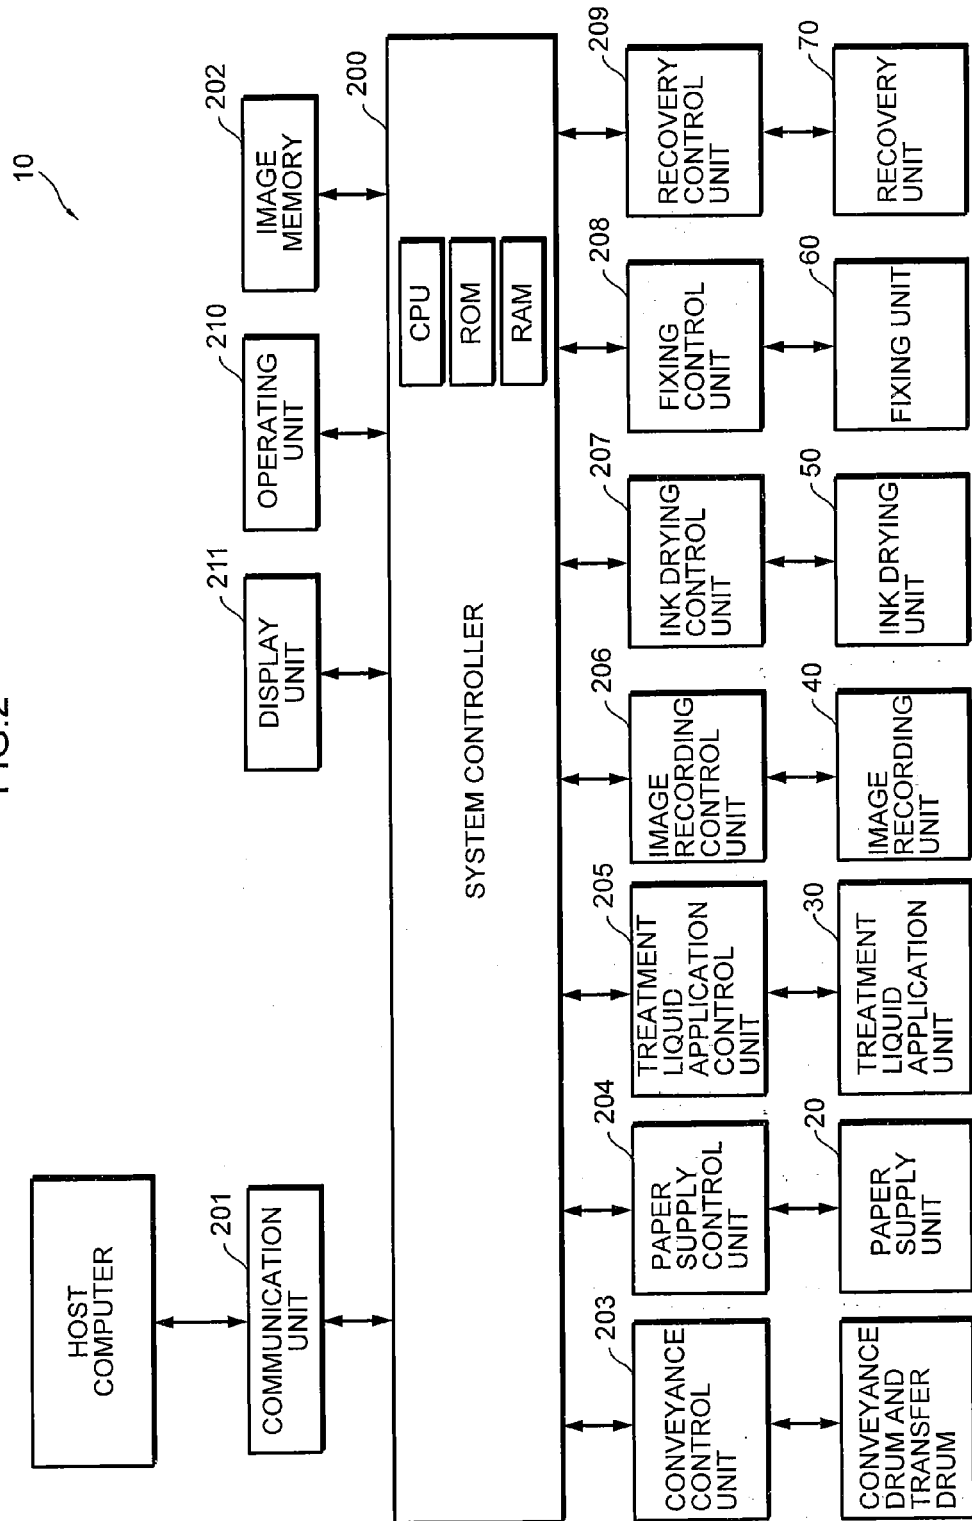 FIG.2
10
HOST
COMPUTER
201
COMMUNICATION
UNIT
211
DISPLAY
UNIT
210
OPERATING
UNIT
202
IMAGE
MEMORY
200
SYSTEM CONTROLLER
CPU
ROM
RAM
203
CONVEYANCE
CONTROL
UNIT
204
PAPER
SUPPLY
CONTROL
UNIT
205
TREATMENT
LIQUID
APPLICATION
CONTROL
UNIT
206
IMAGE
RECORDING
CONTROL
UNIT
207
INK DRYING
CONTROL
UNIT
208
FIXING
CONTROL
UNIT
209
RECOVERY
CONTROL
UNIT
CONVEYANCE
DRUM AND
TRANSFER
DRUM
20
PAPER
SUPPLY
UNIT
30
TREATMENT
LIQUID
APPLICATION
UNIT
40
IMAGE
RECORDING
UNIT
50
INK DRYING
UNIT
60
FIXING UNIT
70
RECOVERY
UNIT